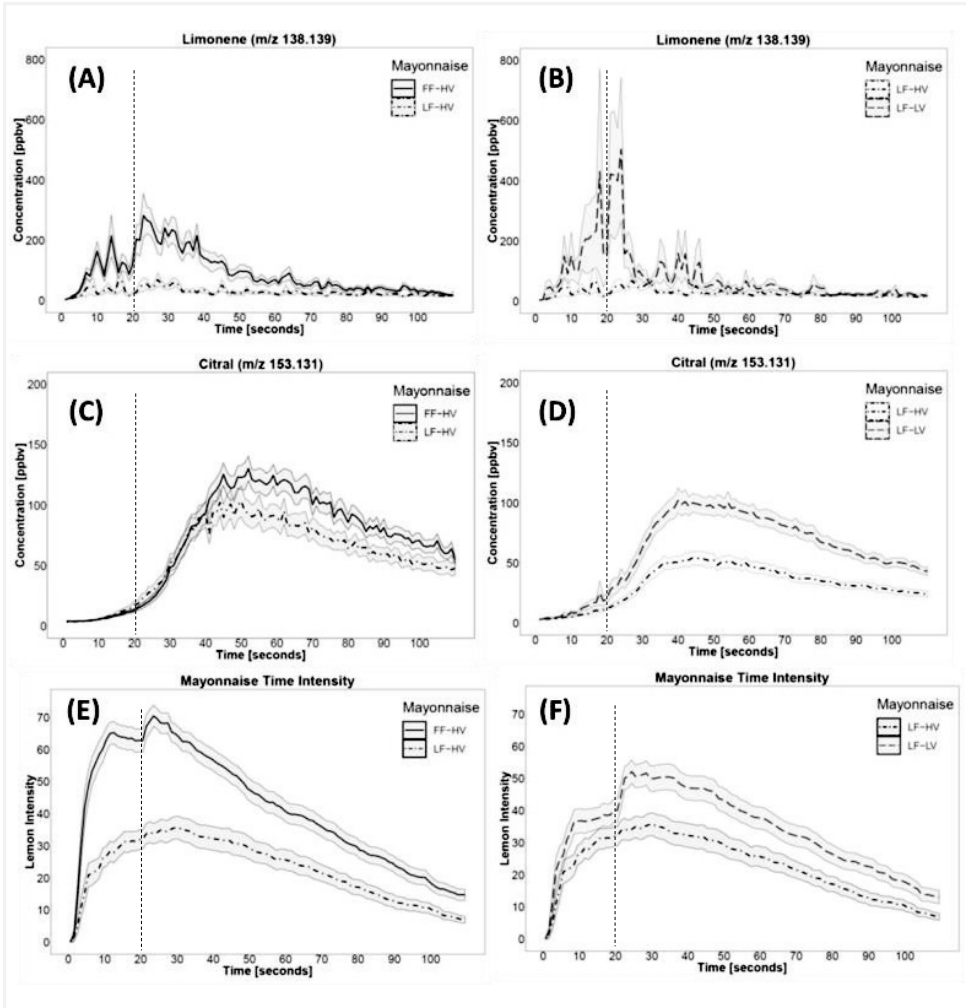 Limonene (m/z 138.139)
(A)
Mayonnaise
FF-HV
LF-HV
Concentration [ppbv]
800
600
400
200
0
0 10 20 30 40 50 60 70 80 90 100
Time [seconds]
Limonene (m/z 138.139)
(B)
Mayonnaise
LF-HV
LF-LV
Concentration [ppbv]
800
600
400
200
0
0 10 20 30 40 50 60 70 80 90 100
Time [seconds]
Citral (m/z 153.131)
(C)
Mayonnaise
FF-HV
LF-HV
Concentration [ppbv]
200
150
100
50
0
0 10 20 30 40 50 60 70 80 90 100
Time [seconds]
Citral (m/z 153.131)
(D)
Mayonnaise
LF-HV
LF-LV
Concentration [ppbv]
200
150
100
50
0
0 10 20 30 40 50 60 70 80 90 100
Time [seconds]
Mayonnaise Time Intensity
(E)
Mayonnaise
FF-HV
LF-HV
Lemon Intensity
70
60
50
40
30
20
10
0
0 10 20 30 40 50 60 70 80 90 100
Time [seconds]
Mayonnaise Time Intensity
(F)
Mayonnaise
LF-HV
LF-LV
Lemon Intensity
70
60
50
40
30
20
10
0
0 10 20 30 40 50 60 70 80 90 100
Time [seconds]